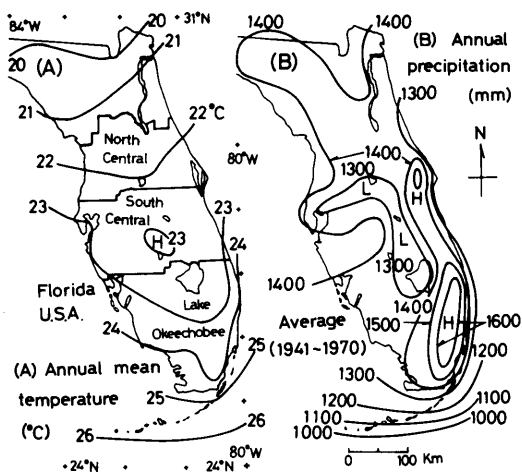 84°W
20
31°N
21
20
(A)
21
22°C
North
Central
22
80°W
South
Central
23
23
H
23
24
Florida
U.S.A.
Lake
Okeechobee
24
25
(A) Annual mean
temperature
(°C)
25
26
26
24°N
24°N
80°W
1400
1400
(B) Annual
precipitation
(mm)
(B)
1300
N
1400
1300
L
H
L
1400
1300
1400
Average
(1941~1970)
1500
H
1600
1300
1200
1200
1100
1000
1100
1000
0
100 Km